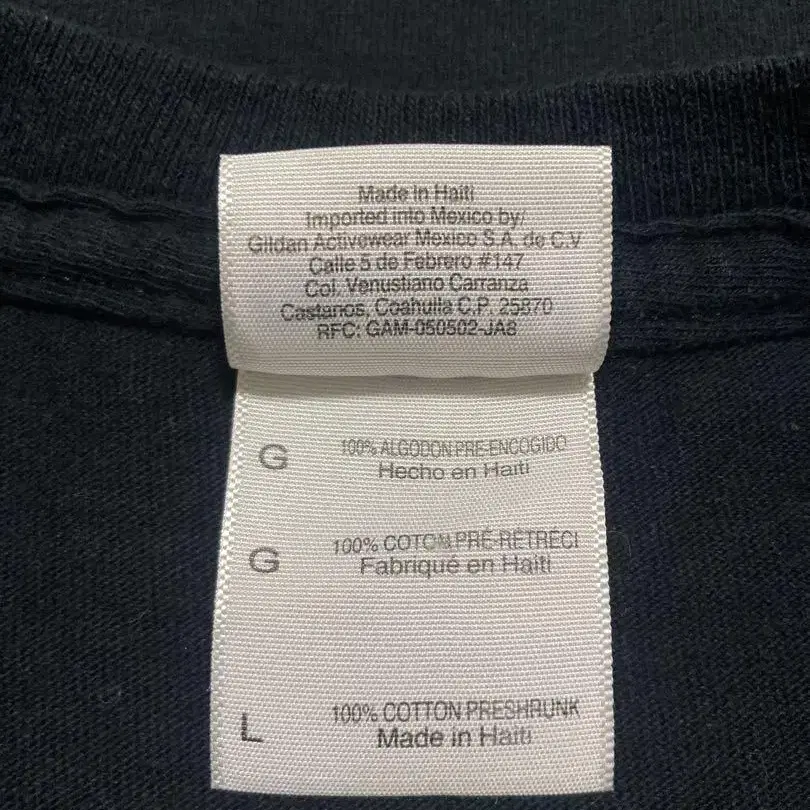 Made in Haiti
Imported into Mexico by/
Gildan Activewear Mexico S.A. de C.V
Calle 5 de Febrero #147
Col. Venustiano Carranza
Castanos, Coahuila C.P. 25870
RFC: GAM-050502-JA8
G 100% ALGODON PRE-ENCOGIDO
Hecho en Haiti
G 100% COTON PRÉ-RÉTRÉCI
Fabriqué en Haïti
L 100% COTTON PRESHRUNK
Made in Haiti